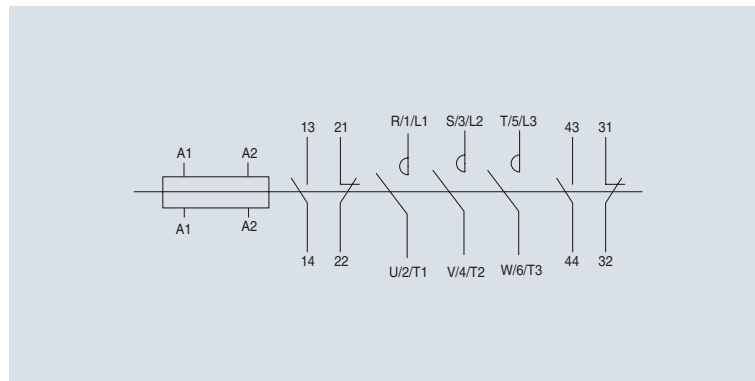 R/1/L1 S/3/L2 T/5/L3
13 21 43 31
A1 A2
A1 A2
14 22 U/2/T1 V/4/T2 W/6/T3 44 32